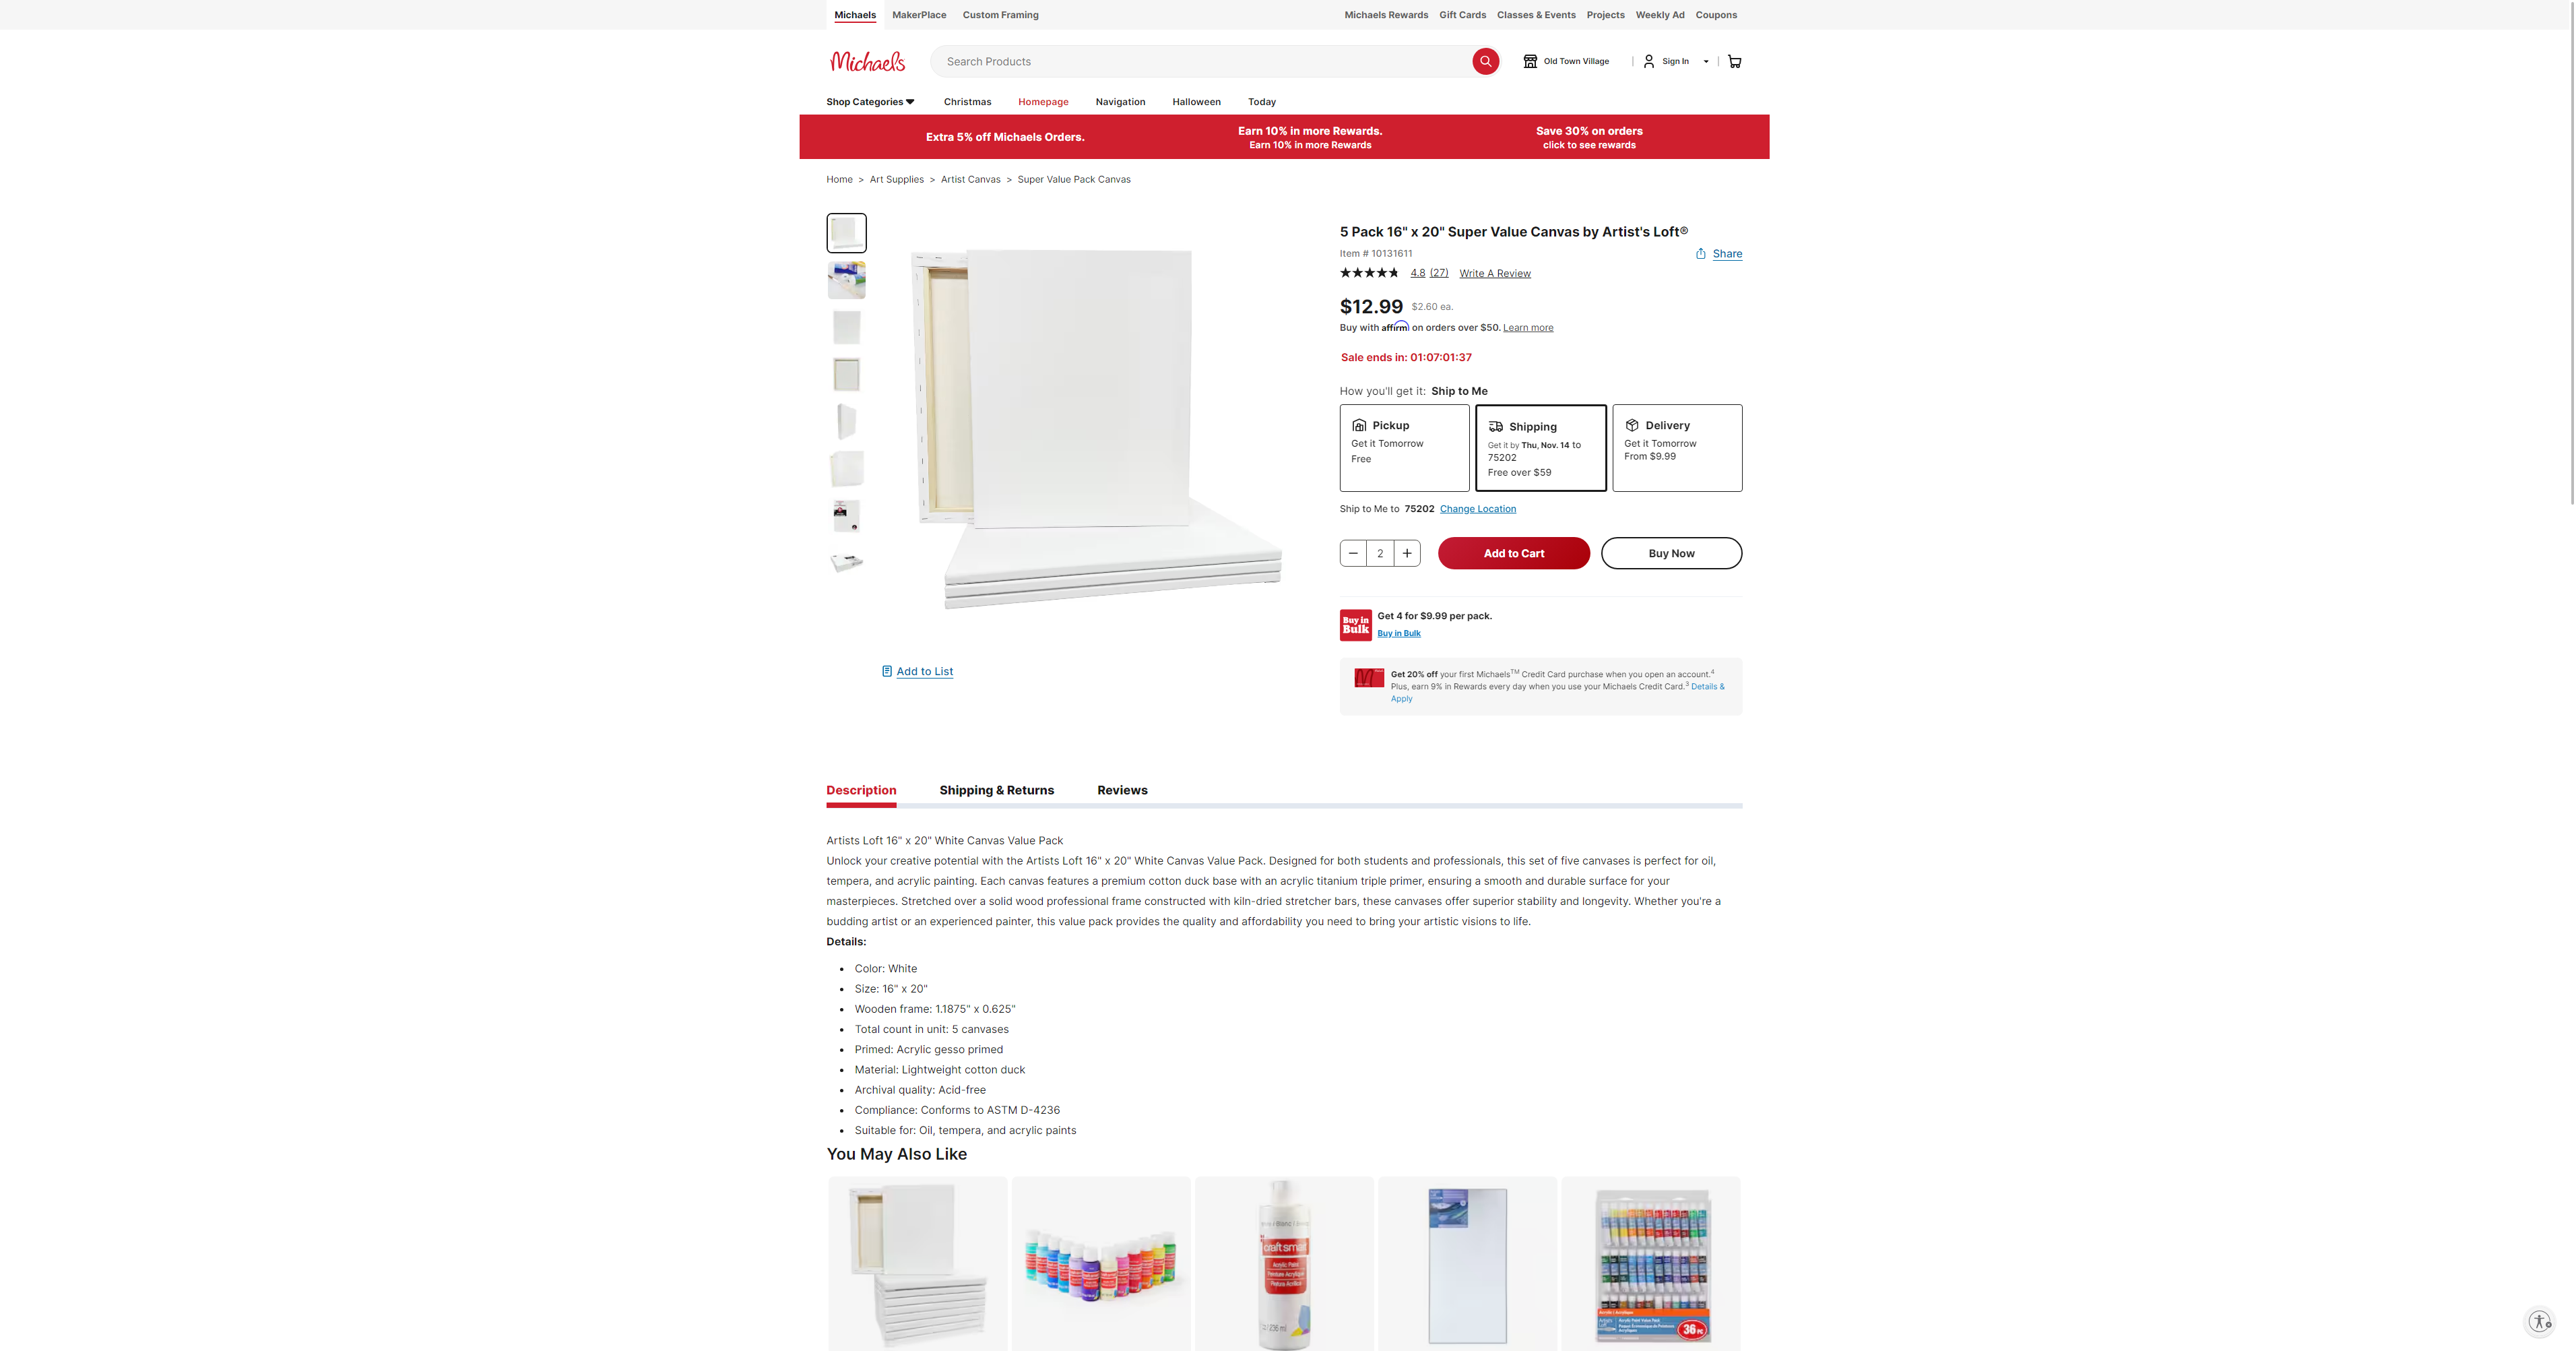 Michaels MakerPlace Custom Framing Michaels Rewards Gift Cards Classes & Events Projects Weekly Ad Coupons
Michaels Search Products Old Town Village | Sign In |
Shop Categories Christmas Homepage Navigation Halloween Today
Extra 5% off Michaels Orders.
Earn 10% in more Rewards.
Earn 10% in more Rewards
Save 30% on orders
click to see rewards
Home > Art Supplies > Artist Canvas > Super Value Pack Canvas
5 Pack 16" x 20" Super Value Canvas by Artist's Loft®
Item # 10131611
Share
4.8 (27) Write A Review
$12.99 $2.60 ea.
Buy with affirm on orders over $50. Learn more
Sale ends in: 01:07:01:37
How you'll get it: Ship to Me
Pickup
Get it Tomorrow
Free
Shipping
Get it by Thu, Nov. 14 to
75202
Free over $59
Delivery
Get it Tomorrow
From $9.99
Ship to Me to 75202 Change Location
− 2 + Add to Cart Buy Now
Buy in
Bulk
Get 4 for $9.99 per pack.
Buy in Bulk
Add to List
Get 20% off your first Michaels™ Credit Card purchase when you open an account.4
Plus, earn 9% in Rewards every day when you use your Michaels Credit Card.3 Details &
Apply
Description Shipping & Returns Reviews
Artists Loft 16" x 20" White Canvas Value Pack
Unlock your creative potential with the Artists Loft 16" x 20" White Canvas Value Pack. Designed for both students and professionals, this set of five canvases is perfect for oil,
tempera, and acrylic painting. Each canvas features a premium cotton duck base with an acrylic titanium triple primer, ensuring a smooth and durable surface for your
masterpieces. Stretched over a solid wood professional frame constructed with kiln-dried stretcher bars, these canvases offer superior stability and longevity. Whether you're a
budding artist or an experienced painter, this value pack provides the quality and affordability you need to bring your artistic visions to life.
Details:
• Color: White
• Size: 16" x 20"
• Wooden frame: 1.1875" x 0.625"
• Total count in unit: 5 canvases
• Primed: Acrylic gesso primed
• Material: Lightweight cotton duck
• Archival quality: Acid-free
• Compliance: Conforms to ASTM D-4236
• Suitable for: Oil, tempera, and acrylic paints
You May Also Like
craft smart
Acrylic Paint
36 PC